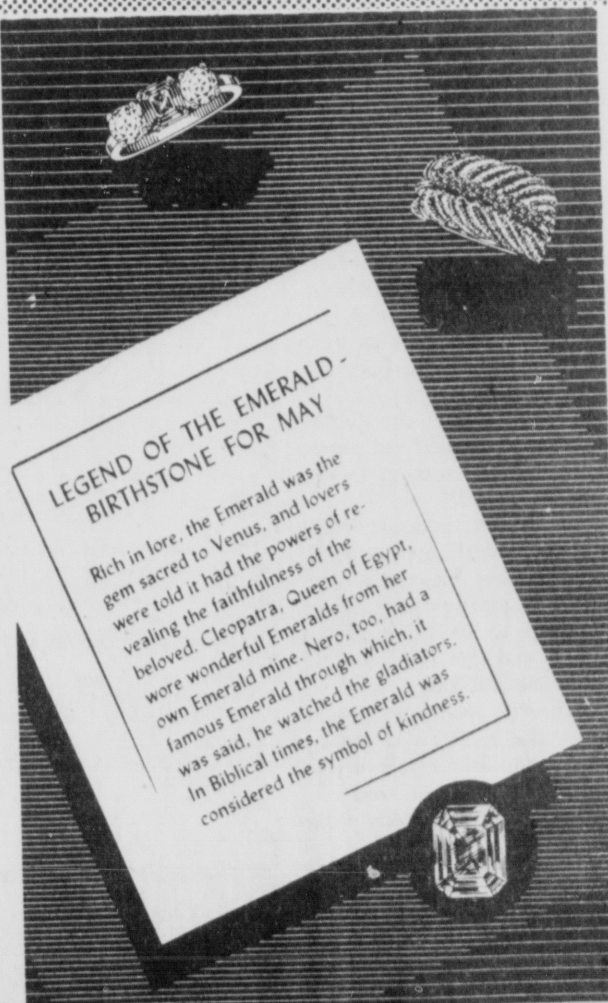 LEGEND OF THE EMERALD -
BIRTHSTONE FOR MAY
Rich in lore, the Emerald was the
gem sacred to Venus, and lovers
were told it had the powers of re-
vealing the faithfulness of the
beloved. Cleopatra, Queen of Egypt,
wore wonderful Emeralds from her
own Emerald mine. Nero, too, had a
famous Emerald through which, it
was said, he watched the gladiators.
In Biblical times, the Emerald was
considered the symbol of kindness.